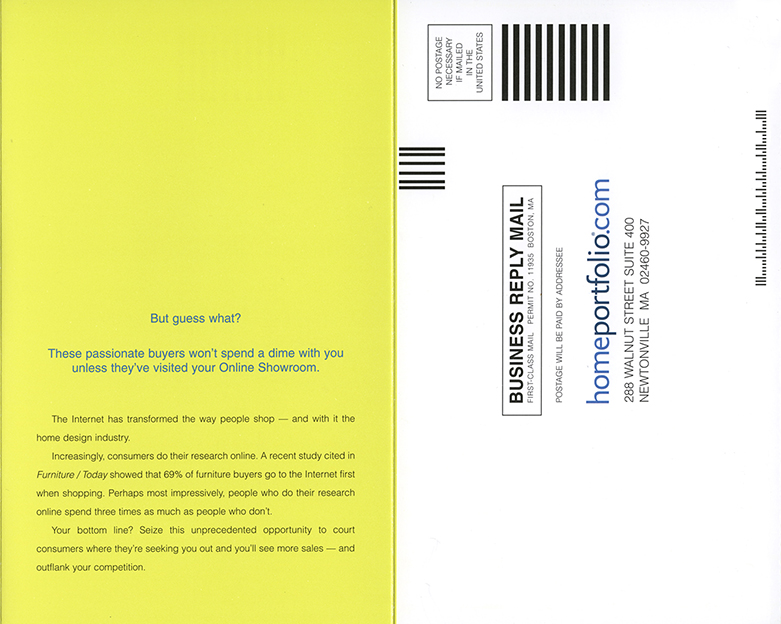 But guess what?
These passionate buyers won't spend a dime with you
unless they've visited your Online Showroom.
The Internet has transformed the way people shop — and with it the
home design industry.
Increasingly, consumers do their research online. A recent study cited in
Furniture / Today showed that 69% of furniture buyers go to the Internet first
when shopping. Perhaps most impressively, people who do their research
online spend three times as much as people who don't.
Your bottom line? Seize this unprecedented opportunity to court
consumers where they're seeking you out and you'll see more sales — and
outflank your competition.
NO POSTAGE
NECESSARY
IF MAILED
IN THE
UNITED STATES
BUSINESS REPLY MAIL
FIRST-CLASS MAIL PERMIT NO. 11935 BOSTON, MA
POSTAGE WILL BE PAID BY ADDRESSEE
homeportfolio®.com
288 WALNUT STREET SUITE 400
NEWTONVILLE MA 02460-9927